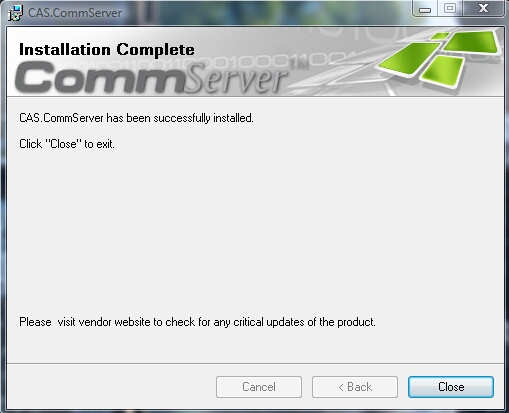 CAS.CommServer
Installation Complete
CommServer
CAS.CommServer has been successfully installed.
Click "Close" to exit.
Please  visit vendor website to check for any critical updates of the product.
Cancel
< Back
Close